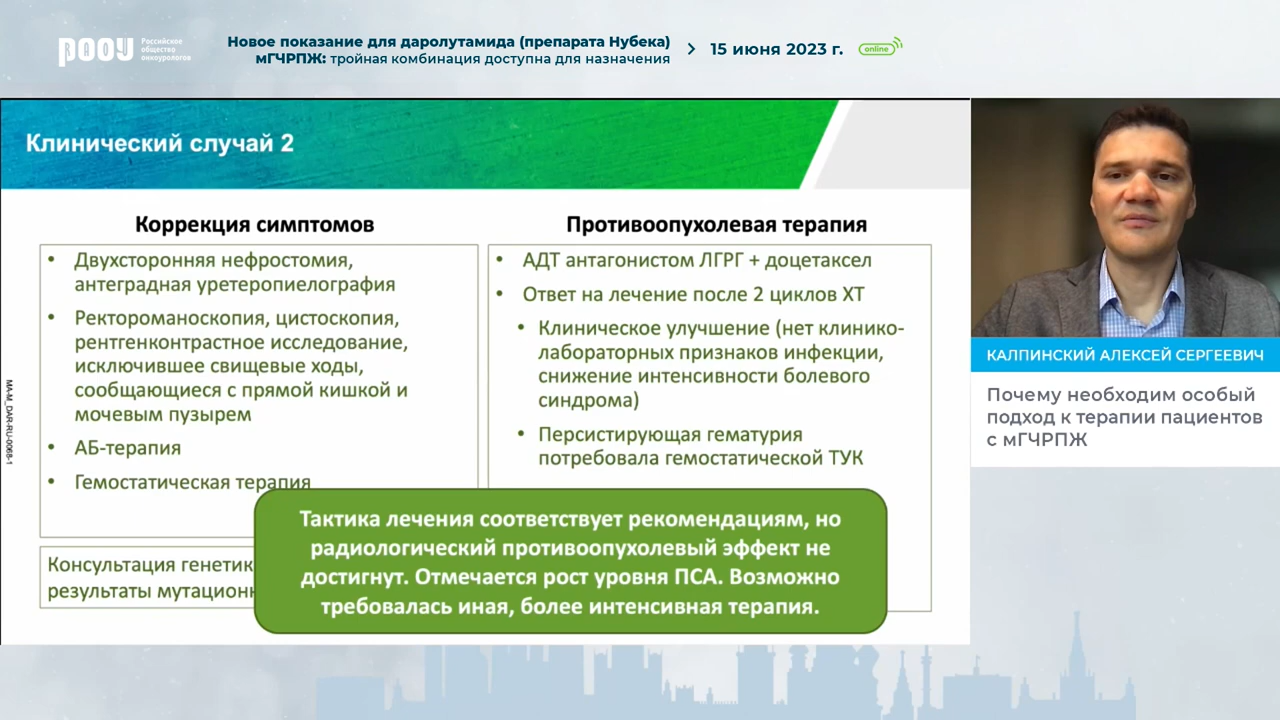 РООУ
Российское
общество
онкоурологов
Новое показание для даролутамида (препарата Нубека)
мГЧРПЖ: тройная комбинация доступна для назначения
15 июня 2023 г.
online
Клинический случай 2
Коррекция симптомов
• Двухсторонняя нефростомия,
антеградная уретеропиелография
• Ректороманоскопия, цистоскопия,
рентгенконтрастное исследование,
исключившее свищевые ходы,
сообщающиеся с прямой кишкой и
мочевым пузырем
• АБ-терапия
• Гемостатическая терапия
Консультация генетик
результаты мутацион
Противоопухолевая терапия
• АДТ антагонистом ЛГРГ + доцетаксел
• Ответ на лечение после 2 циклов ХТ
• Клиническое улучшение (нет клинико-
лабораторных признаков инфекции,
снижение интенсивности болевого
синдрома)
• Персистирующая гематурия
потребовала гемостатической ТУК
Тактика лечения соответствует рекомендациям, но
радиологический противоопухолевый эффект не
достигнут. Отмечается рост уровня ПСА. Возможно
требовалась иная, более интенсивная терапия.
MA-M_DAR-RU-0068-1
КАЛПИНСКИЙ АЛЕКСЕЙ СЕРГЕЕВИЧ
Почему необходим особый
подход к терапии пациентов
с мГЧРПЖ